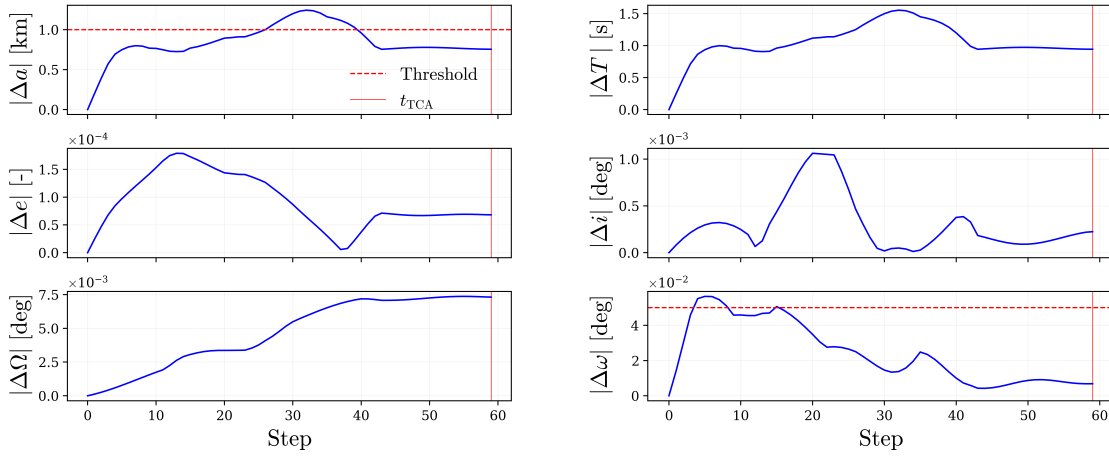 |Δa| [km]
1.0
0.5
0.0
Threshold
t_TCA
|ΔT| [s]
1.5
1.0
0.5
0.0
×10⁻⁴
|Δe| [-]
1.5
1.0
0.5
0.0
×10⁻³
|Δi| [deg]
1.0
0.5
0.0
×10⁻³
|ΔΩ| [deg]
7.5
5.0
2.5
0.0
0 10 20 30 40 50 60
Step
×10⁻²
|Δω| [deg]
4
2
0
0 10 20 30 40 50 60
Step